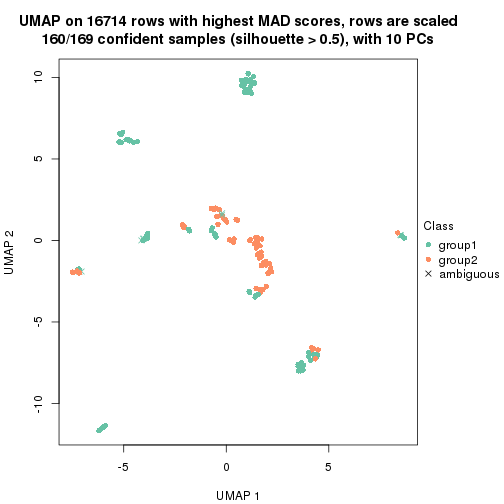 UMAP on 16714 rows with highest MAD scores, rows are scaled
160/169 confident samples (silhouette > 0.5), with 10 PCs
10
5
0
-5
-10
UMAP 2
-5
0
5
UMAP 1
Class
group1
group2
ambiguous